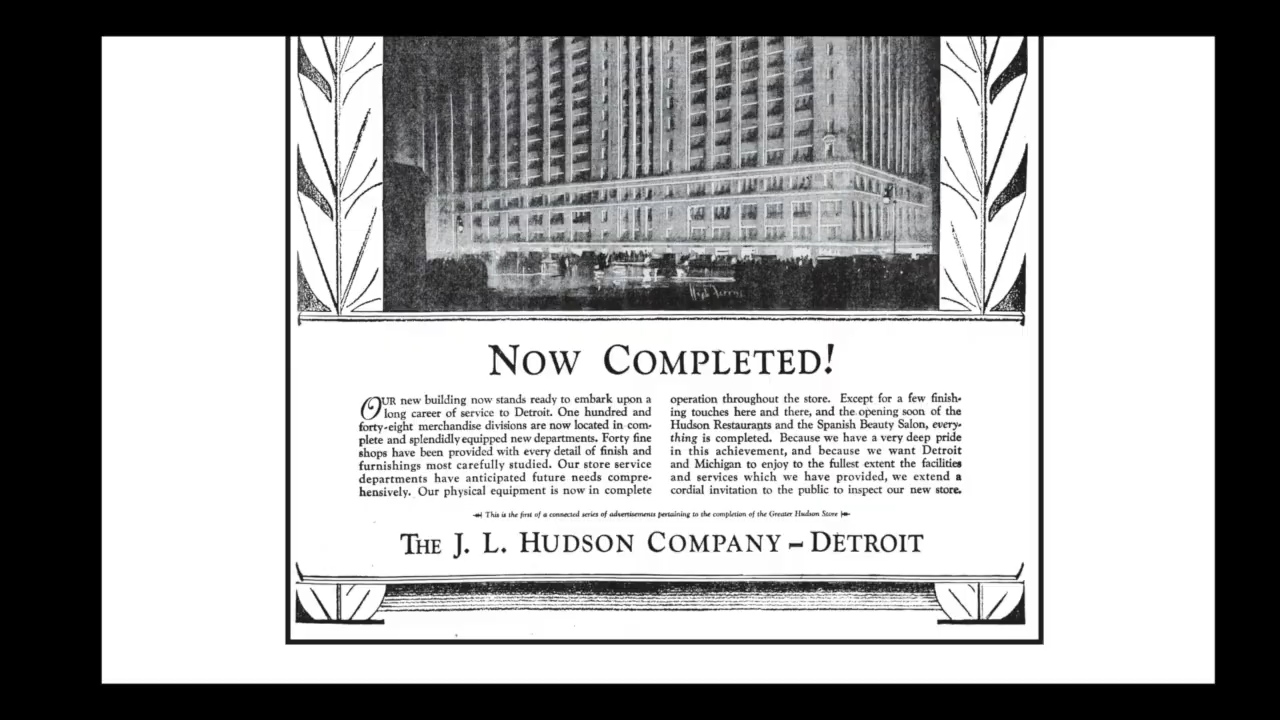 Hugh Ferriss
NOW COMPLETED!
OUR new building now stands ready to embark upon a
long career of service to Detroit. One hundred and
forty-eight merchandise divisions are now located in com-
plete and splendidly equipped new departments. Forty fine
shops have been provided with every detail of finish and
furnishings most carefully studied. Our store service
departments have anticipated future needs compre-
hensively. Our physical equipment is now in complete
operation throughout the store. Except for a few finish-
ing touches here and there, and the opening soon of the
Hudson Restaurants and the Spanish Beauty Salon, every-
thing is completed. Because we have a very deep pride
in this achievement, and because we want Detroit
and Michigan to enjoy to the fullest extent the facilities
and services which we have provided, we extend a
cordial invitation to the public to inspect our new store.
This is the first of a connected series of advertisements pertaining to the completion of the Greater Hudson Store
THE J. L. HUDSON COMPANY – DETROIT